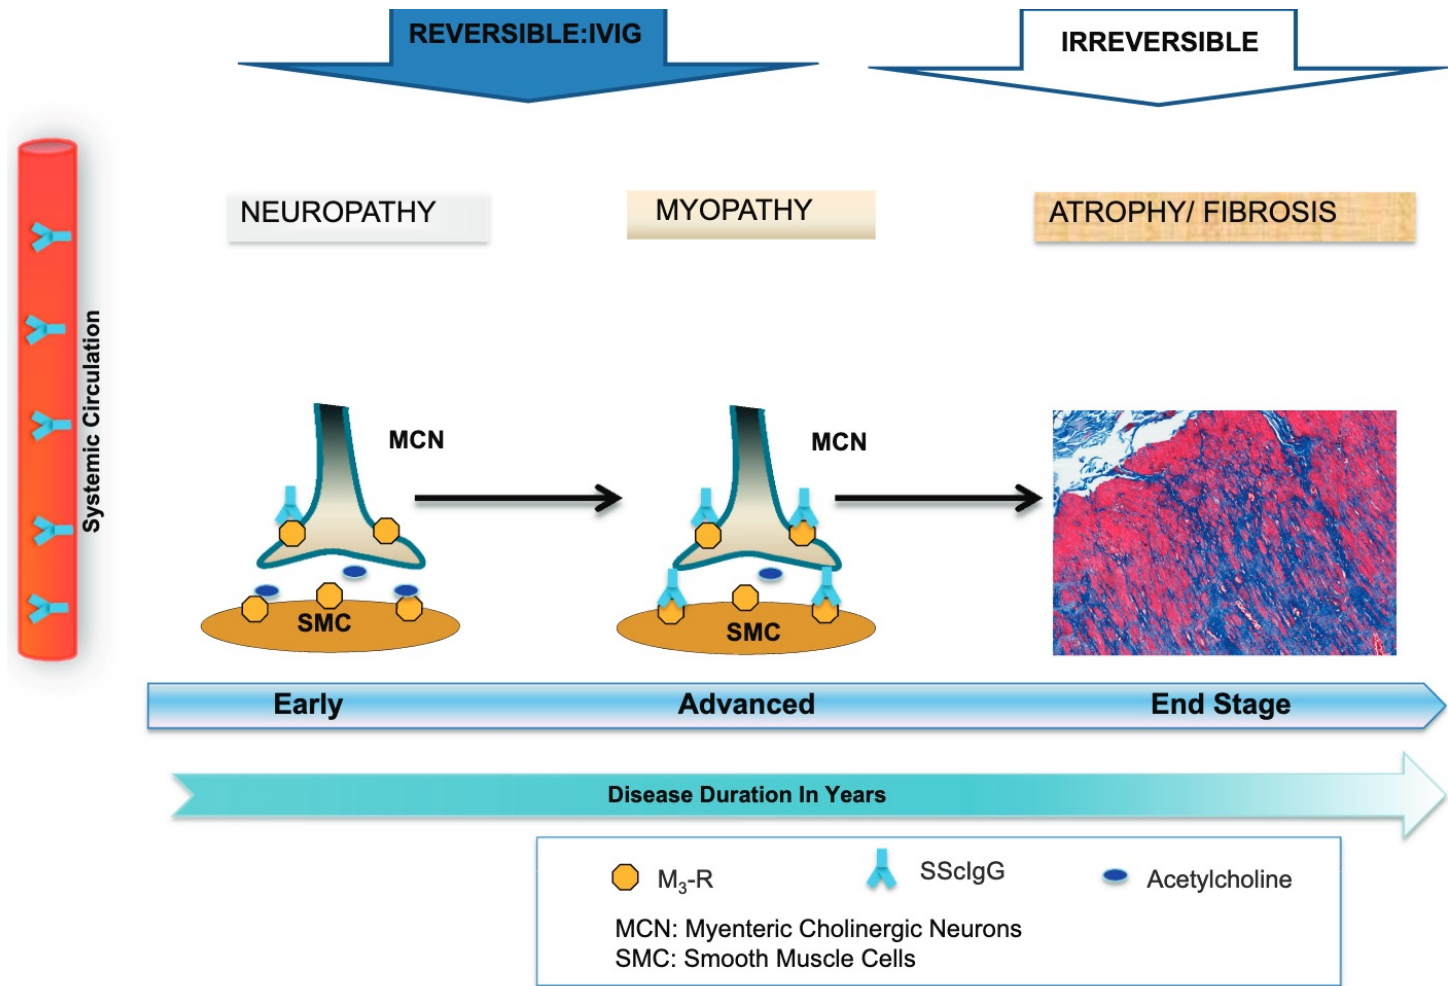 REVERSIBLE:IVIG
IRREVERSIBLE
NEUROPATHY
MYOPATHY
ATROPHY/ FIBROSIS
Systemic Circulation
MCN
MCN
SMC
SMC
Early
Advanced
End Stage
Disease Duration In Years
M₃-R
SScIgG
Acetylcholine
MCN: Myenteric Cholinergic Neurons
SMC: Smooth Muscle Cells